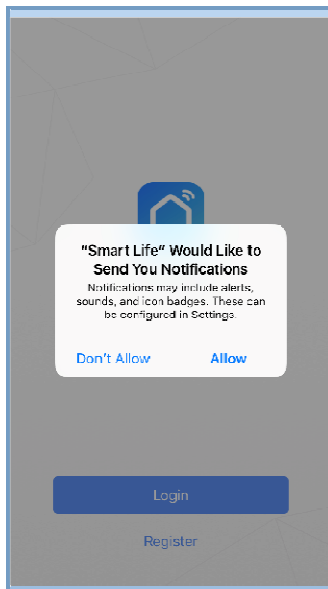 “Smart Life” Would Like to
Send You Notifications
Notifications may include alerts,
sounds, and icon badges. These can
be configured in Settings.
Don’t Allow
Allow
Login
Register